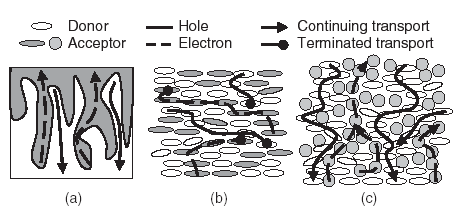 Donor
Hole
Continuing transport
Acceptor
Electron
Terminated transport
(a)
(b)
(c)